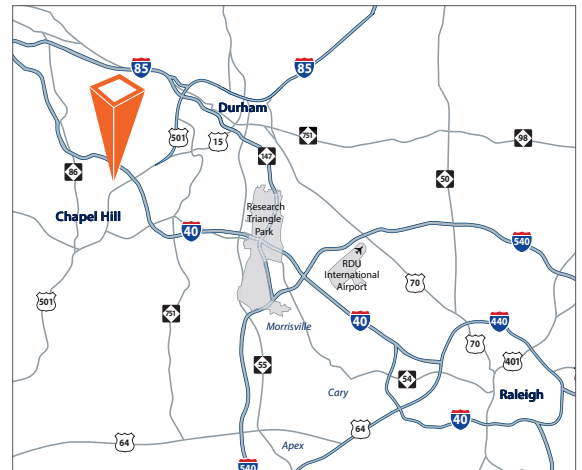 85
85
Durham
501
15
751
98
147
86
50
Research
Triangle
Park
Chapel Hill
40
540
RDU
International
Airport
70
501
751
Morrisville
40
440
70
401
55
54
Cary
Raleigh
40
64
64
Apex
540